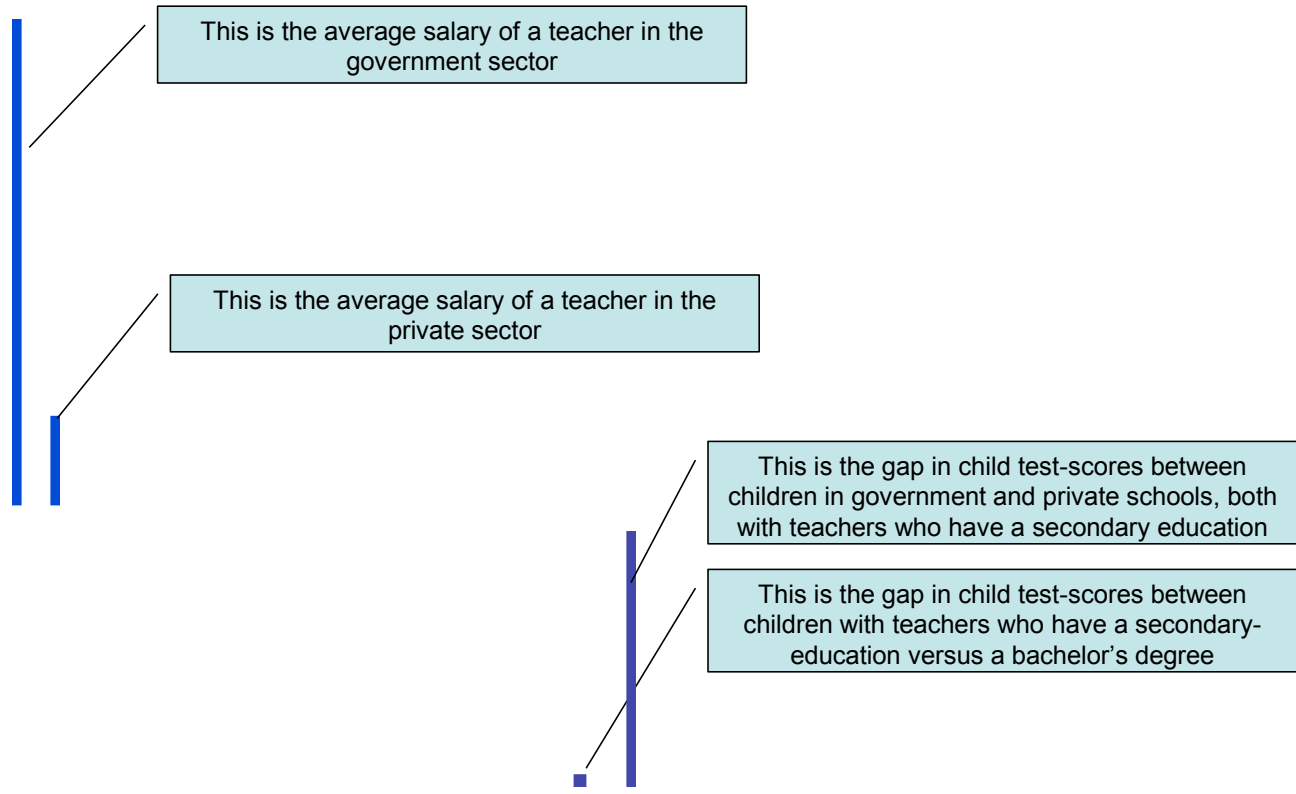 This is the average salary of a teacher in the
government sector
This is the average salary of a teacher in the
private sector
This is the gap in child test-scores between
children in government and private schools, both
with teachers who have a secondary education
This is the gap in child test-scores between
children with teachers who have a secondary-
education versus a bachelor’s degree